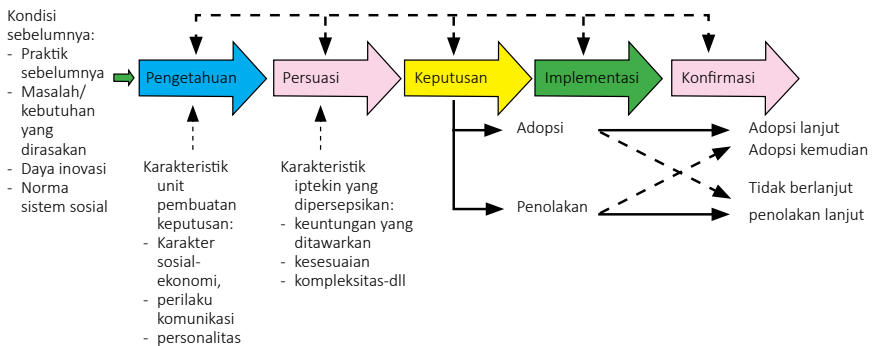 Kondisi
sebelumnya:
- Praktik
sebelumnya
- Masalah/
kebutuhan
yang
dirasakan
- Daya inovasi
- Norma
sistem sosial
Pengetahuan
Persuasi
Keputusan
Implementasi
Konfirmasi
Karakteristik
unit
pembuatan
keputusan:
- Karakter
sosial-
ekonomi,
- perilaku
komunikasi
- personalitas
Karakteristik
iptekin yang
dipersepsikan:
- keuntungan yang
ditawarkan
- kesesuaian
- kompleksitas-dll
Adopsi
Penolakan
Adopsi lanjut
Adopsi kemudian
Tidak berlanjut
penolakan lanjut